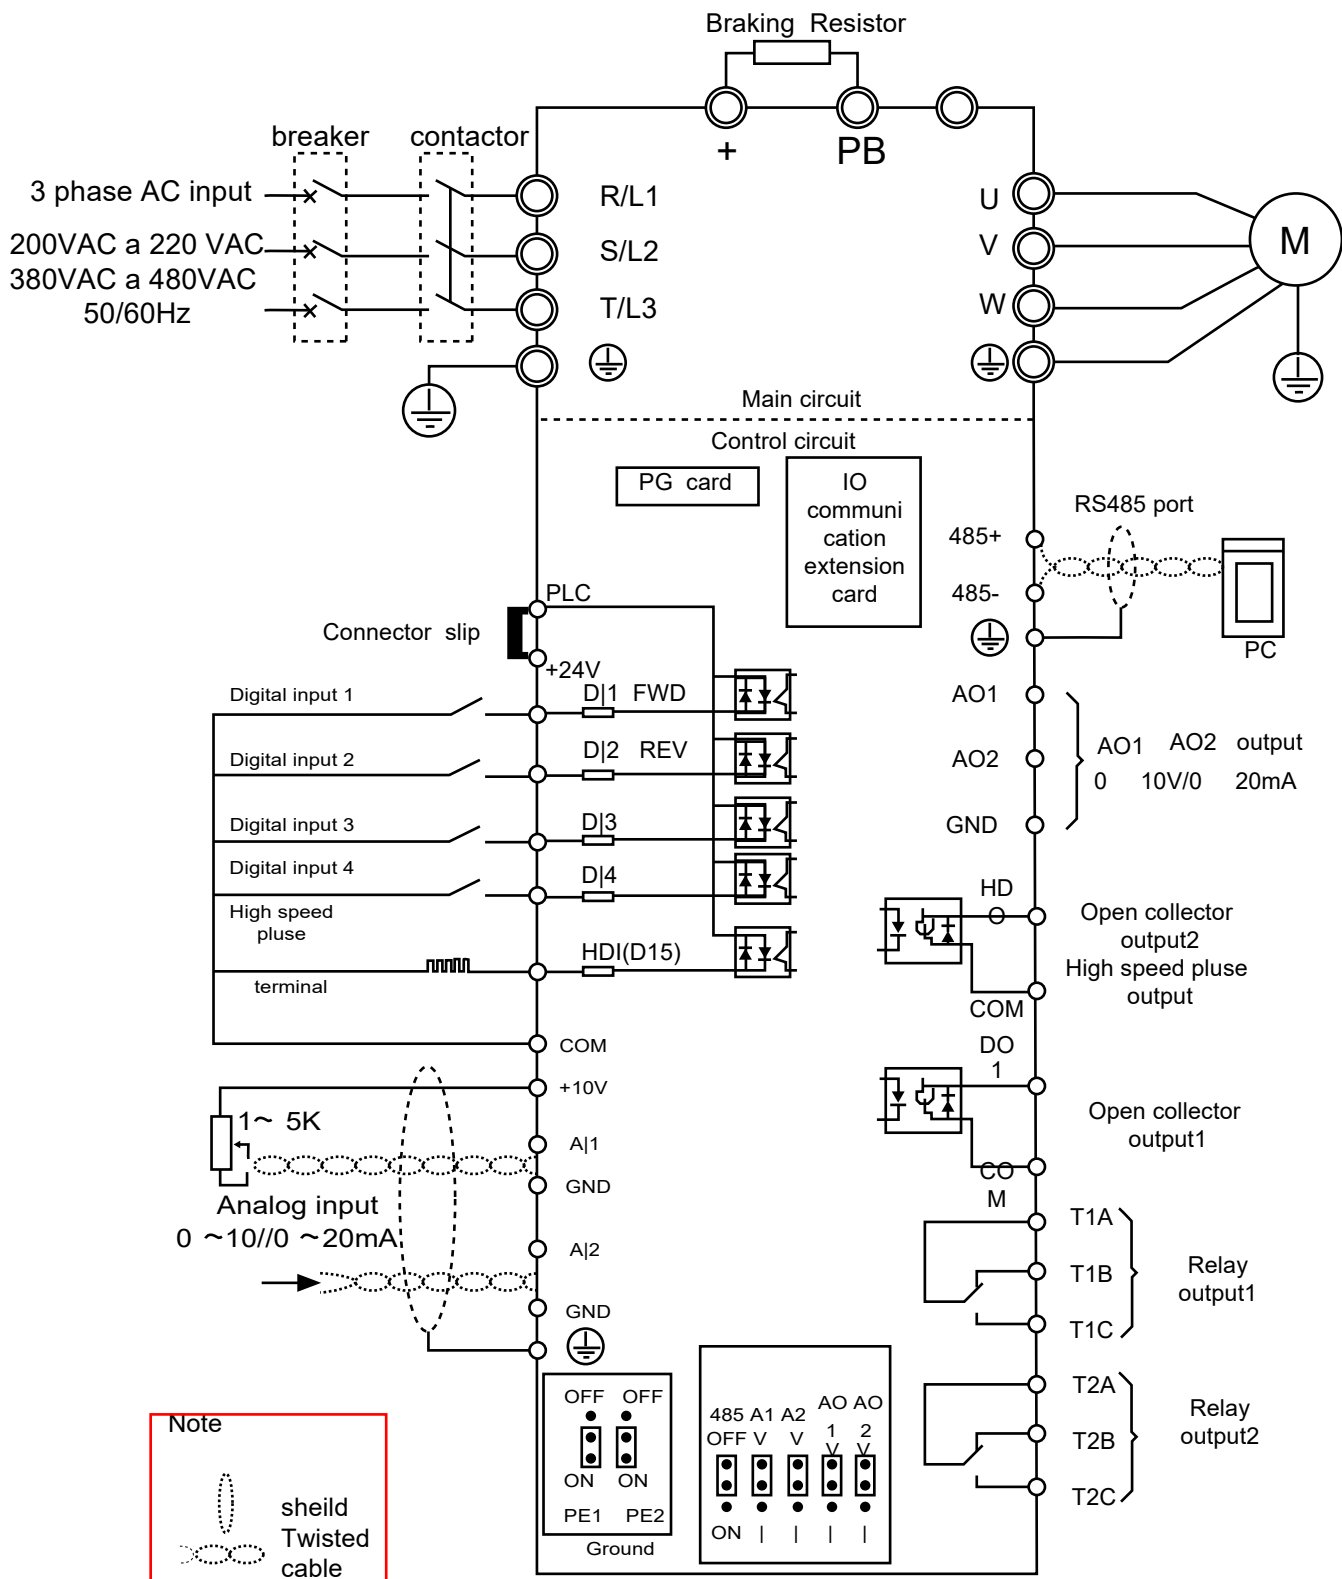 Braking Resistor
breaker contactor
+ PB
3 phase AC input
200VAC a 220 VAC
380VAC a 480VAC
50/60Hz
R/L1
S/L2
T/L3
U
V
W
M
Main circuit
Control circuit
PG card
IO
communi
cation
extension
card
RS485 port
485+
485-
PC
PLC
Connector slip
+24V
Digital input 1
D|1 FWD
Digital input 2
D|2 REV
Digital input 3
D|3
Digital input 4
D|4
High speed
pluse
HDI(D15)
terminal
COM
+10V
1~ 5K
A|1
GND
Analog input
0 ~10//0 ~20mA
A|2
GND
AO1
AO2
GND
AO1 AO2 output
0 10V/0 20mA
HD
O
Open collector
output2
High speed pluse
output
COM
DO
1
Open collector
output1
CO
M
T1A
T1B
T1C
Relay
output1
T2A
T2B
T2C
Relay
output2
OFF OFF
ON ON
PE1 PE2
Ground
485 A1 A2 AO AO
OFF V V 1 2
V V
ON | | | |
Note
sheild
Twisted
cable